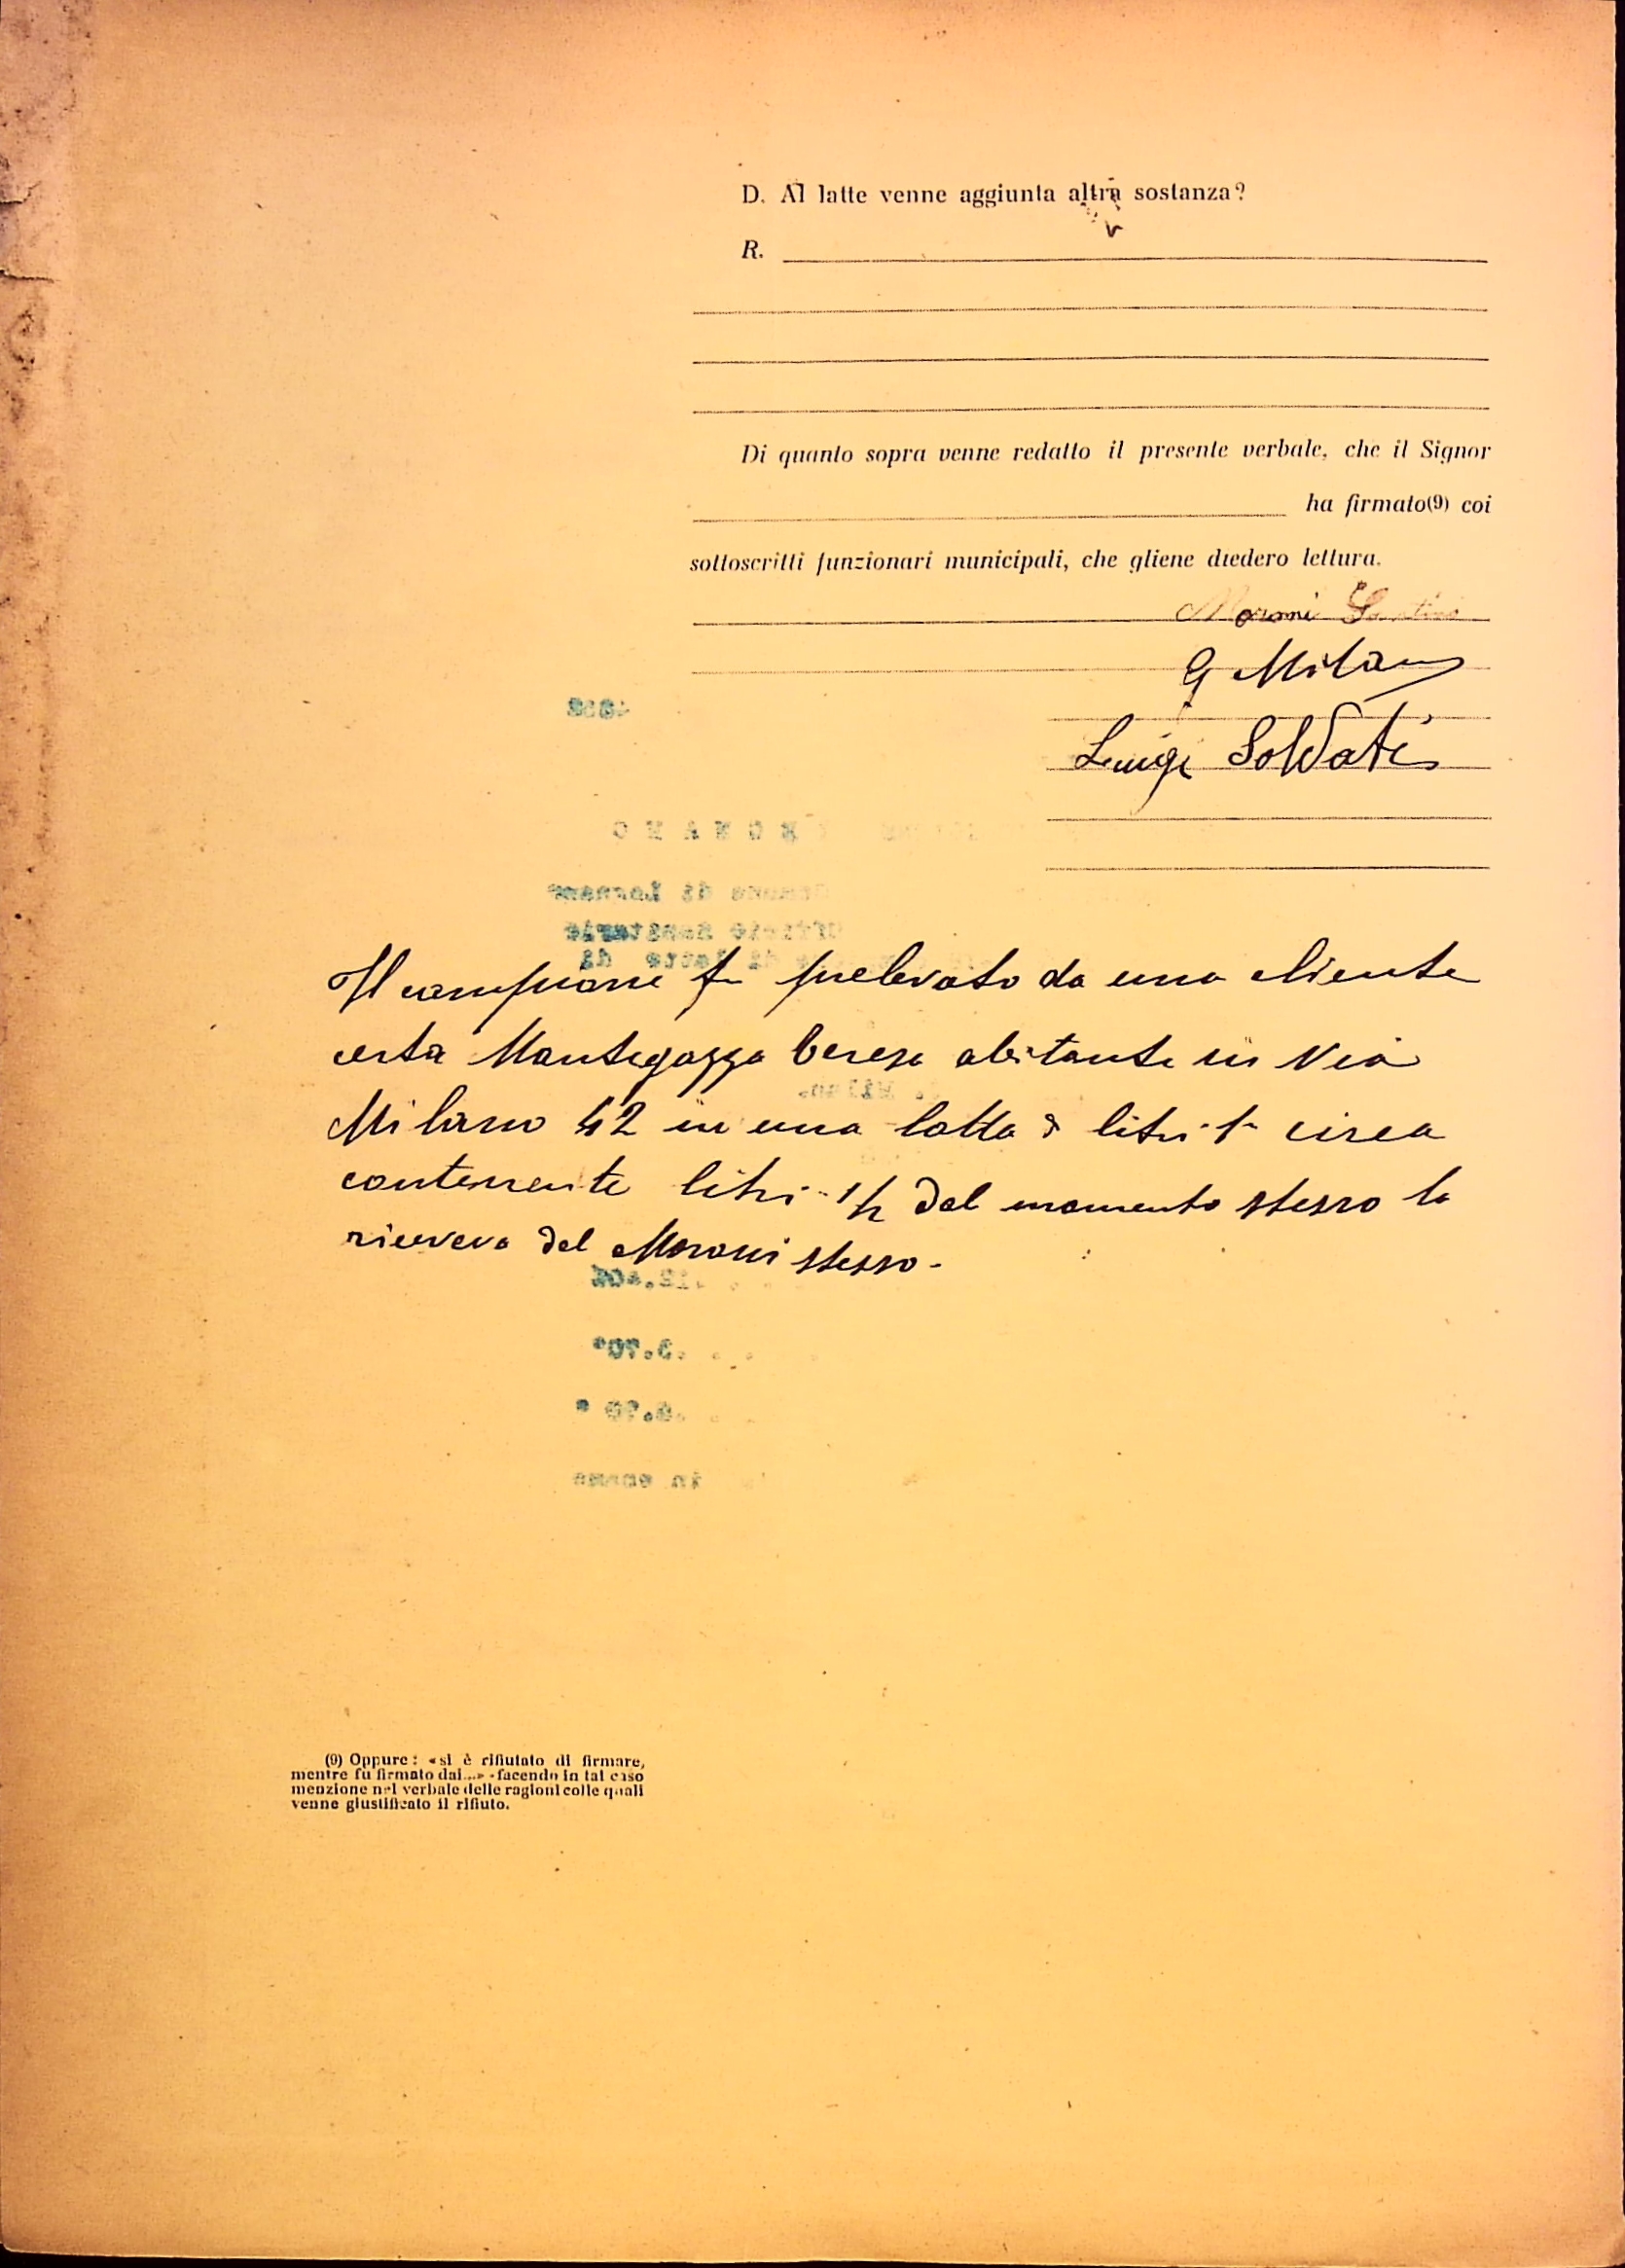 D. Al latte venne aggiunta altra sostanza?
R.
Di quanto sopra venne redatto il presente verbale, che il Signor
ha firmato(9) coi
sottoscritti funzionari municipali, che gliene diedero lettura.
Moroni Santino
G Milan
Luigi Soldati
Il campione fu prelevato da una cliente
certa Mantegazza Teresa abitante in Via
Milano 42 in una latta di litri 1 circa
contenente litri 1/2 dal momento stesso la
riceveva dal Moroni stesso.
(9) Oppure: «si è rifiutato di firmare,
mentre fu firmato dai...» - facendo in tal caso
menzione nel verbale delle ragioni colle quali
venne giustificato il rifiuto.